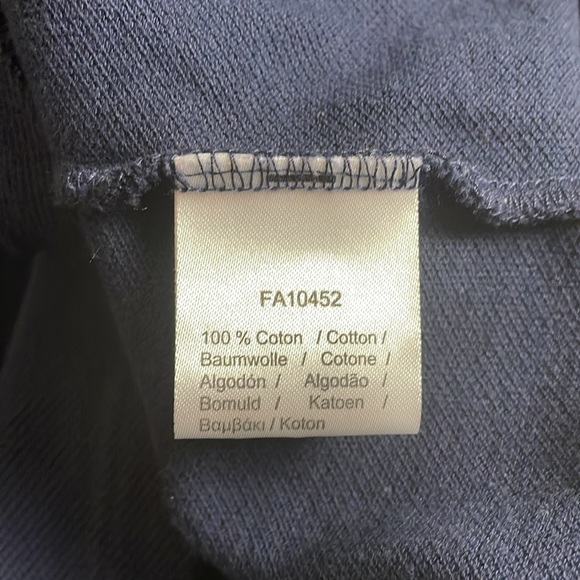 FA10452
100 % Coton / Cotton /
Baumwolle / Cotone /
Algodón / Algodão /
Bomuld / Katoen /
Βαμβάκι / Koton